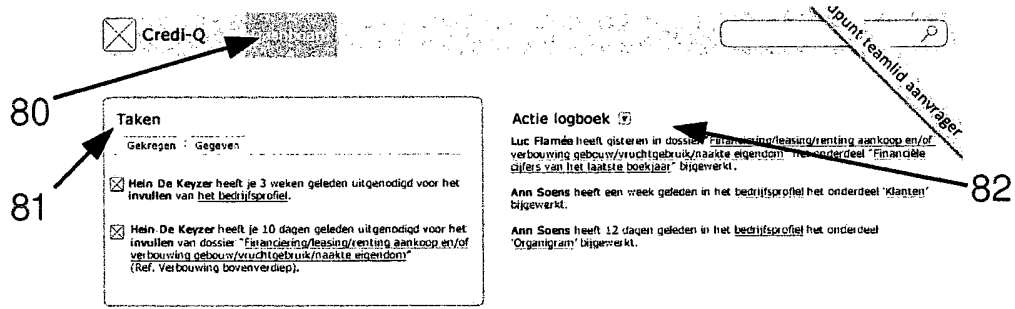 Credi-Q
dpunt teamlid aanvrager
80
Taken
Gekregen : Gegeven
81
Hein De Keyzer heeft je 3 weken geleden uitgenodigd voor het
invullen van het bedrijfsprofiel.
Hein De Keyzer heeft je 10 dagen geleden uitgenodigd voor het
invullen van dossier "Financiering/leasing/renting aankoop en/of
verbouwing gebouw/vruchtgebruik/naakte eigendom"
(Ref. Verbouwing bovenverdiep).
Actie logboek
Luc Flamée heeft gisteren in dossier "Financiering/leasing/renting aankoop en/of
verbouwing gebouw/vruchtgebruik/naakte eigendom" het onderdeel "Financiële
cijfers van het laatste boekjaar" bijgewerkt.
82
Ann Soens heeft een week geleden in het bedrijfsprofiel het onderdeel 'Klanten'
bijgewerkt.
Ann Soens heeft 12 dagen geleden in het bedrijfsprofiel het onderdeel
'Organigram' bijgewerkt.